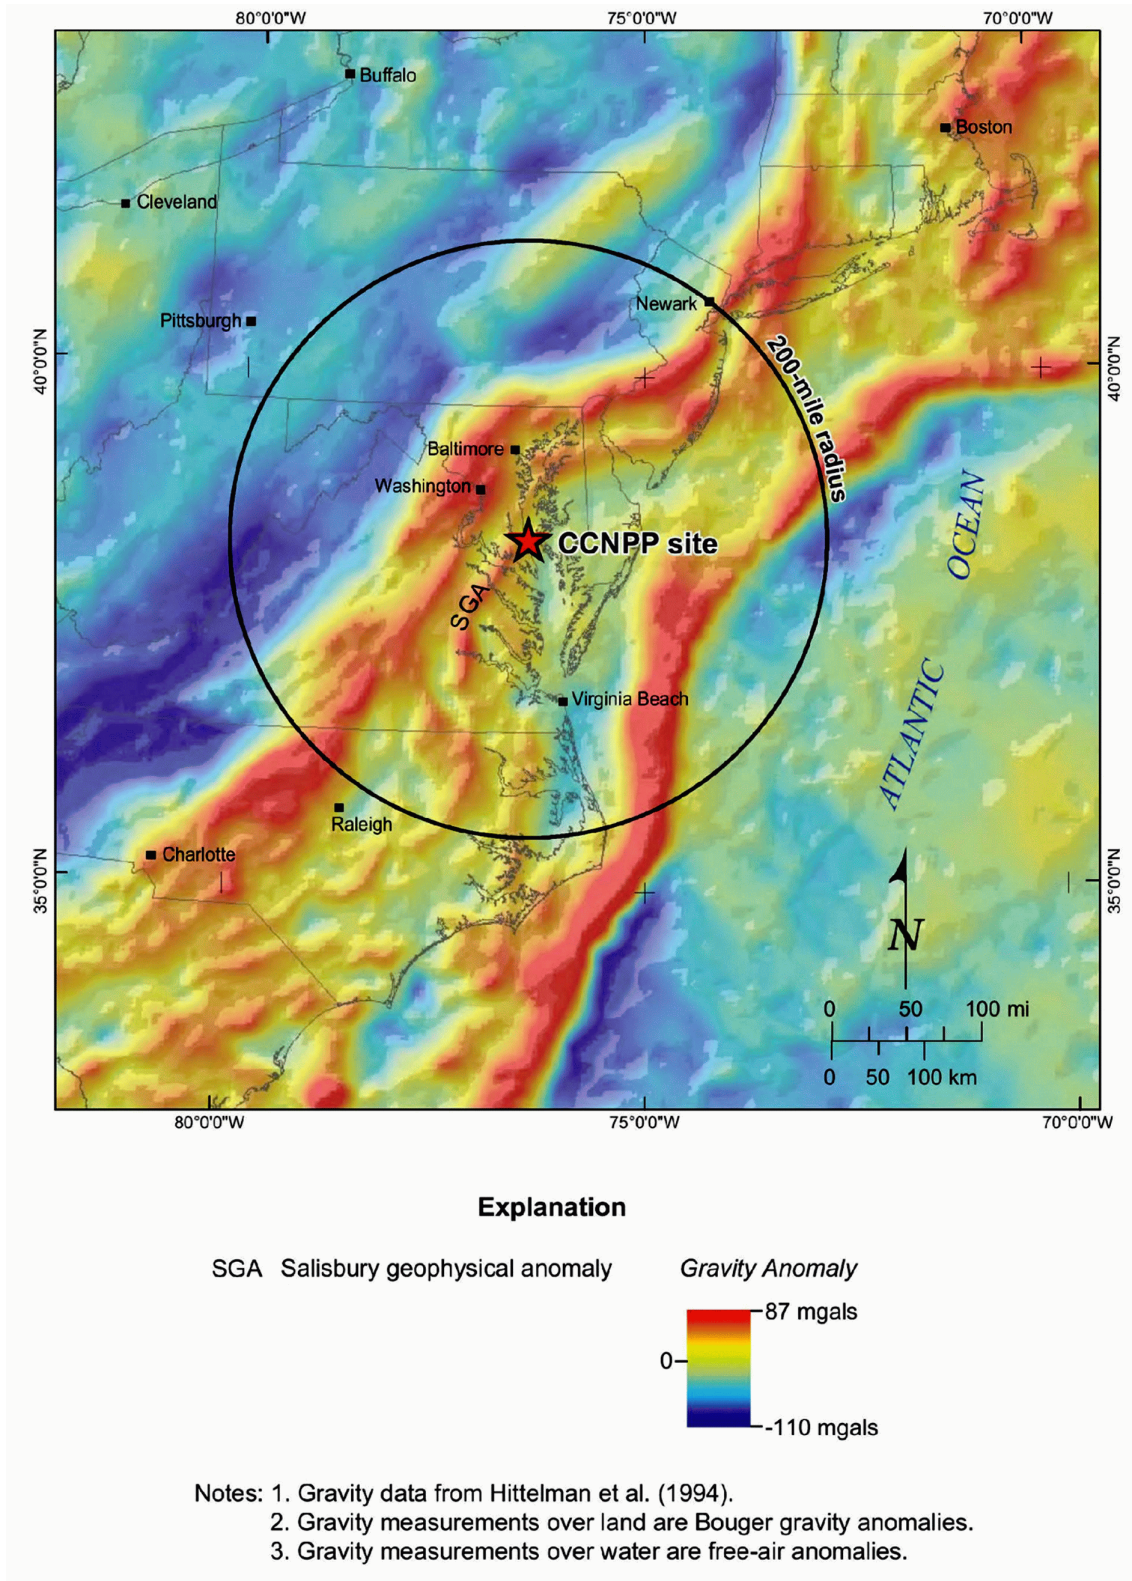 80°0'0"W 75°0'0"W 70°0'0"W
Buffalo
Boston
Cleveland
Newark
Pittsburgh
40°0'0"N
40°0'0"N
200-mile radius
Baltimore
Washington
OCEAN
CCNPP site
SGA
Virginia Beach
ATLANTIC
Raleigh
Charlotte
35°0'0"N
35°0'0"N
N
0 50 100 mi
0 50 100 km
80°0'0"W 75°0'0"W 70°0'0"W
Explanation
SGA Salisbury geophysical anomaly
Gravity Anomaly
87 mgals
0
-110 mgals
Notes: 1. Gravity data from Hittelman et al. (1994).
2. Gravity measurements over land are Bouger gravity anomalies.
3. Gravity measurements over water are free-air anomalies.